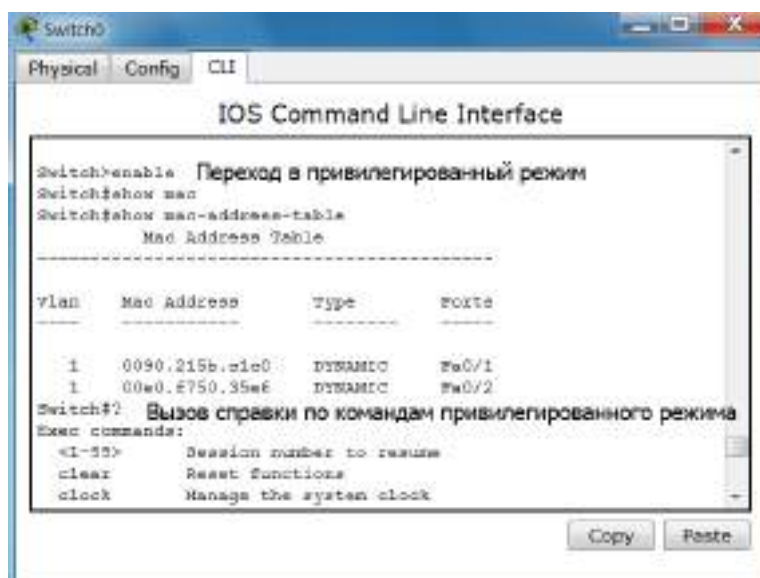 Switch0
Physical Config CLI
IOS Command Line Interface
Switch>enable Переход в привилегированный режим
Switch#show mac
Switch#show mac-address-table
Mac Address Table
-------------------------------------------
Vlan Mac Address Type Ports
---- ----------- -------- -----
1 0090.215b.c1c0 DYNAMIC Fa0/1
1 00e0.f750.35e6 DYNAMIC Fa0/2
Switch#? Вызов справки по командам привилегированного режима
Exec commands:
<1-99> Session number to resume
clear Reset functions
clock Manage the system clock
Copy Paste